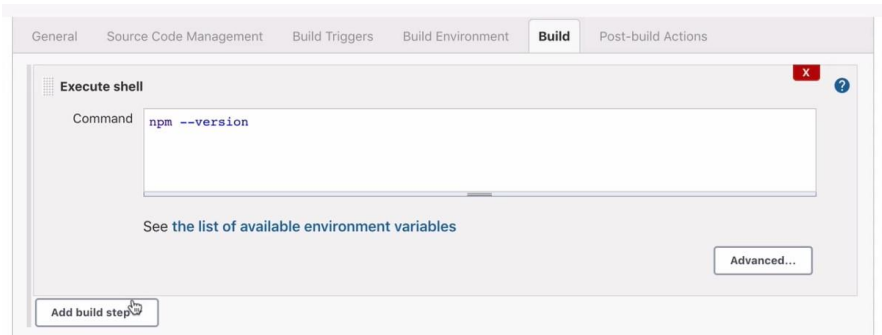 General Source Code Management Build Triggers Build Environment Build Post-build Actions
X
Execute shell
?
Command npm --version
See the list of available environment variables
Advanced...
Add build step